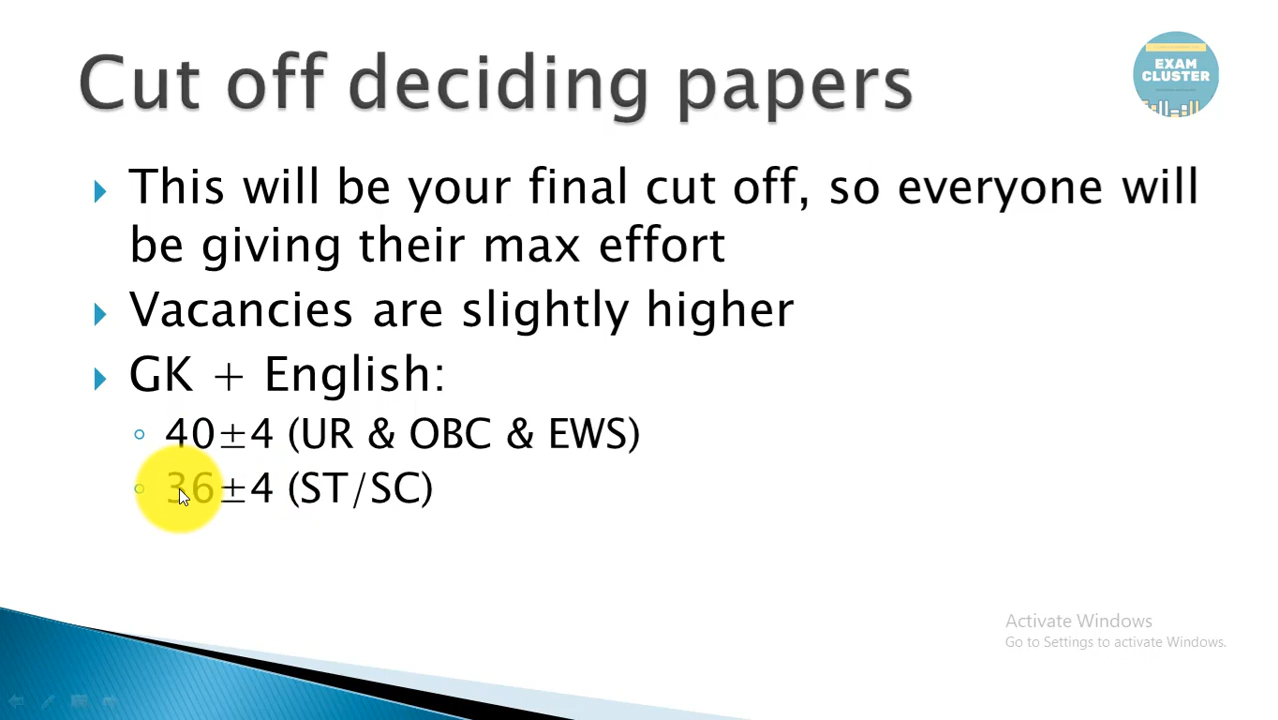 Cut off deciding papers
EXAM
CLUSTER
This will be your final cut off, so everyone will
be giving their max effort
Vacancies are slightly higher
GK + English:
40±4 (UR & OBC & EWS)
36±4 (ST/SC)
Activate Windows
Go to Settings to activate Windows.